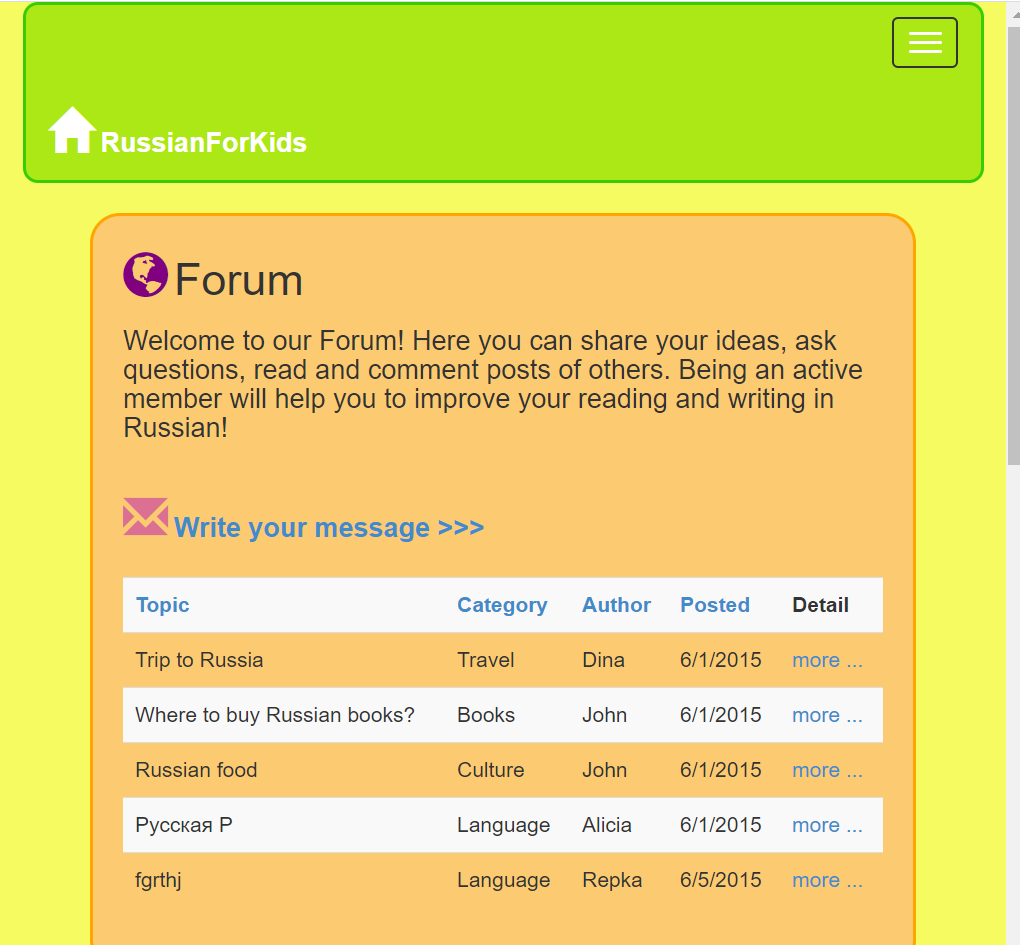 RussianForKids
Forum
Welcome to our Forum! Here you can share your ideas, ask
questions, read and comment posts of others. Being an active
member will help you to improve your reading and writing in
Russian!
Write your message >>>
Topic Category Author Posted Detail
Trip to Russia Travel Dina 6/1/2015 more ...
Where to buy Russian books? Books John 6/1/2015 more ...
Russian food Culture John 6/1/2015 more ...
Русская Р Language Alicia 6/1/2015 more ...
fgrthj Language Repka 6/5/2015 more ...